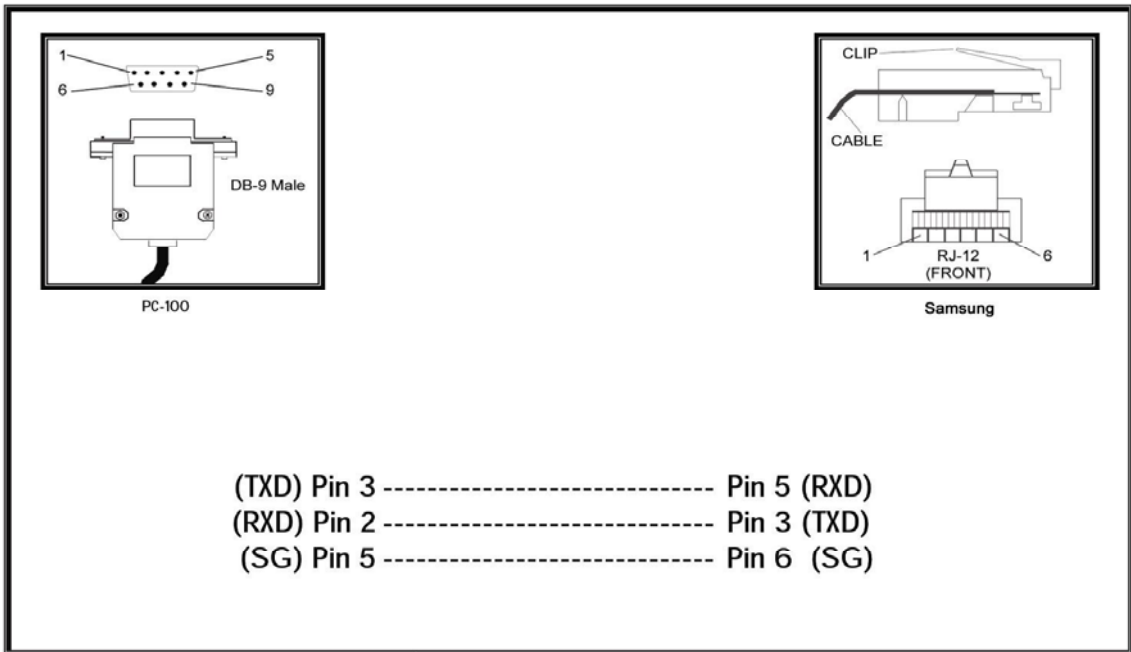 1
5
6
9
DB-9 Male
PC-100
CLIP
CABLE
1
6
RJ-12
(FRONT)
Samsung
(TXD) Pin 3 ------------------------------ Pin 5 (RXD)
(RXD) Pin 2 ------------------------------ Pin 3 (TXD)
(SG) Pin 5 ------------------------------ Pin 6 (SG)